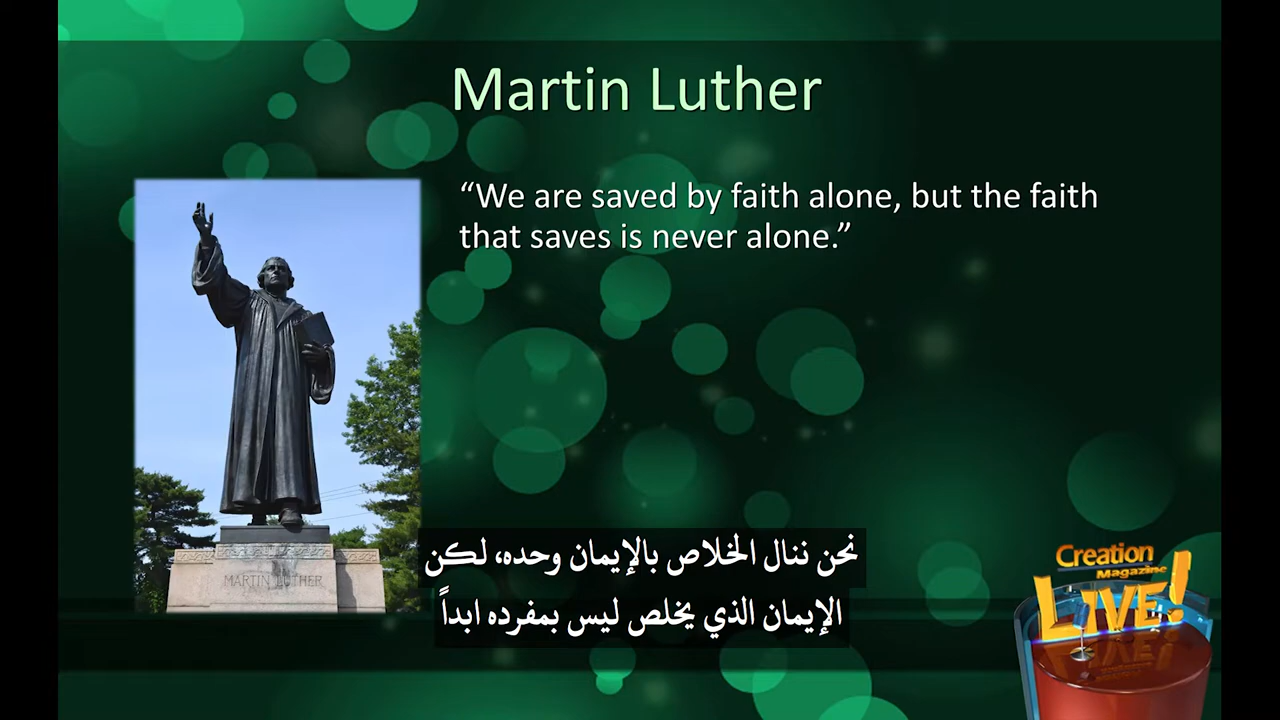 Martin Luther
“We are saved by faith alone, but the faith
that saves is never alone.”
MARTIN LUTHER
نحن ننال الخلاص بالإيمان وحده، لكن
الإيمان الذي يخلص ليس بمفرده ابداً
Creation
Magazine
LIVE!